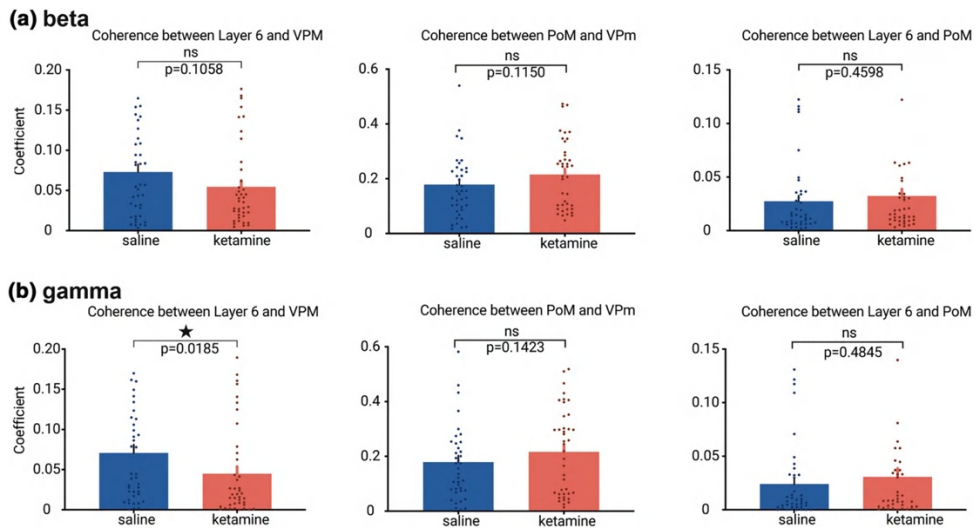 (a) beta
Coherence between Layer 6 and VPM
ns
p=0.1058
0.20
0.15
0.10
0.05
0
Coefficient
saline ketamine
Coherence between PoM and VPm
ns
p=0.1150
0.6
0.4
0.2
0
saline ketamine
Coherence between Layer 6 and PoM
ns
p=0.4598
0.15
0.10
0.05
0
saline ketamine
(b) gamma
Coherence between Layer 6 and VPM
★
p=0.0185
0.20
0.15
0.10
0.05
0
Coefficient
saline ketamine
Coherence between PoM and VPm
ns
p=0.1423
0.6
0.4
0.2
0
saline ketamine
Coherence between Layer 6 and PoM
ns
p=0.4845
0.15
0.10
0.05
0
saline ketamine